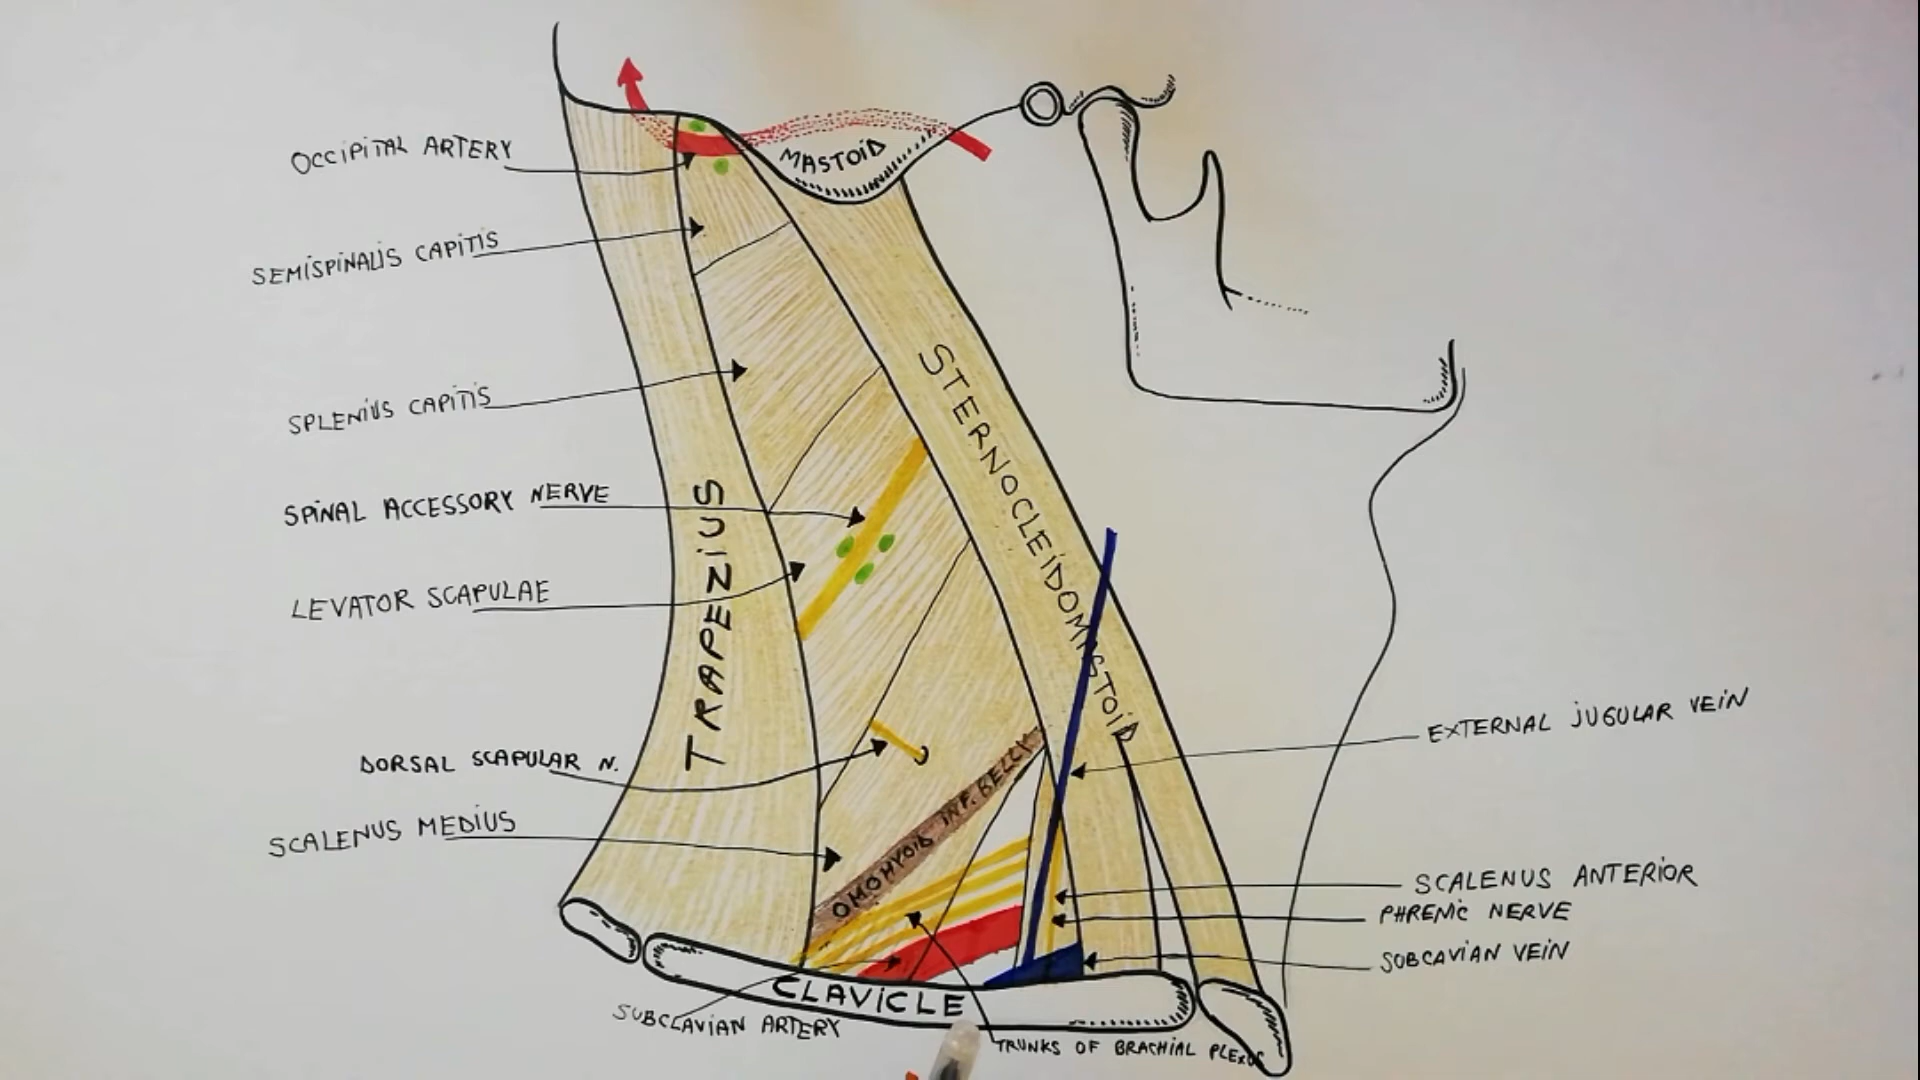 OCCIPITAL ARTERY
MASTOID
SEMISPINALIS CAPITIS
SPLENIUS CAPITIS
STERNOCLEIDOMASTOID
SPINAL ACCESSORY NERVE
TRAPEZIUS
LEVATOR SCAPULAE
EXTERNAL JUGULAR VEIN
DORSAL SCAPULAR N.
OMOHYOID INF. BELLY
SCALENUS MEDIUS
SCALENUS ANTERIOR
PHRENIC NERVE
SUBCAVIAN VEIN
CLAVICLE
SUBCLAVIAN ARTERY
TRUNKS OF BRACHIAL PLEXUS